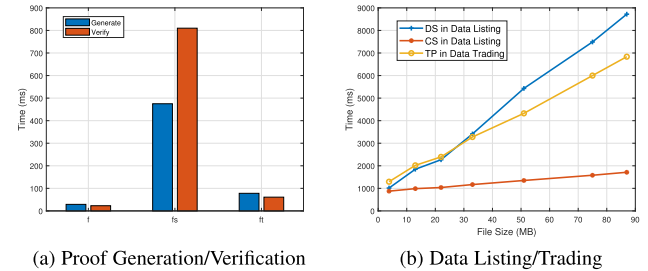 900
800
700
600
500
400
300
200
100
0
Time (ms)
Generate
Verify
f
fs
ft
(a) Proof Generation/Verification
9000
8000
7000
6000
5000
4000
3000
2000
1000
0
Time (ms)
DS in Data Listing
CS in Data Listing
TP in Data Trading
0 10 20 30 40 50 60 70 80 90
File Size (MB)
(b) Data Listing/Trading